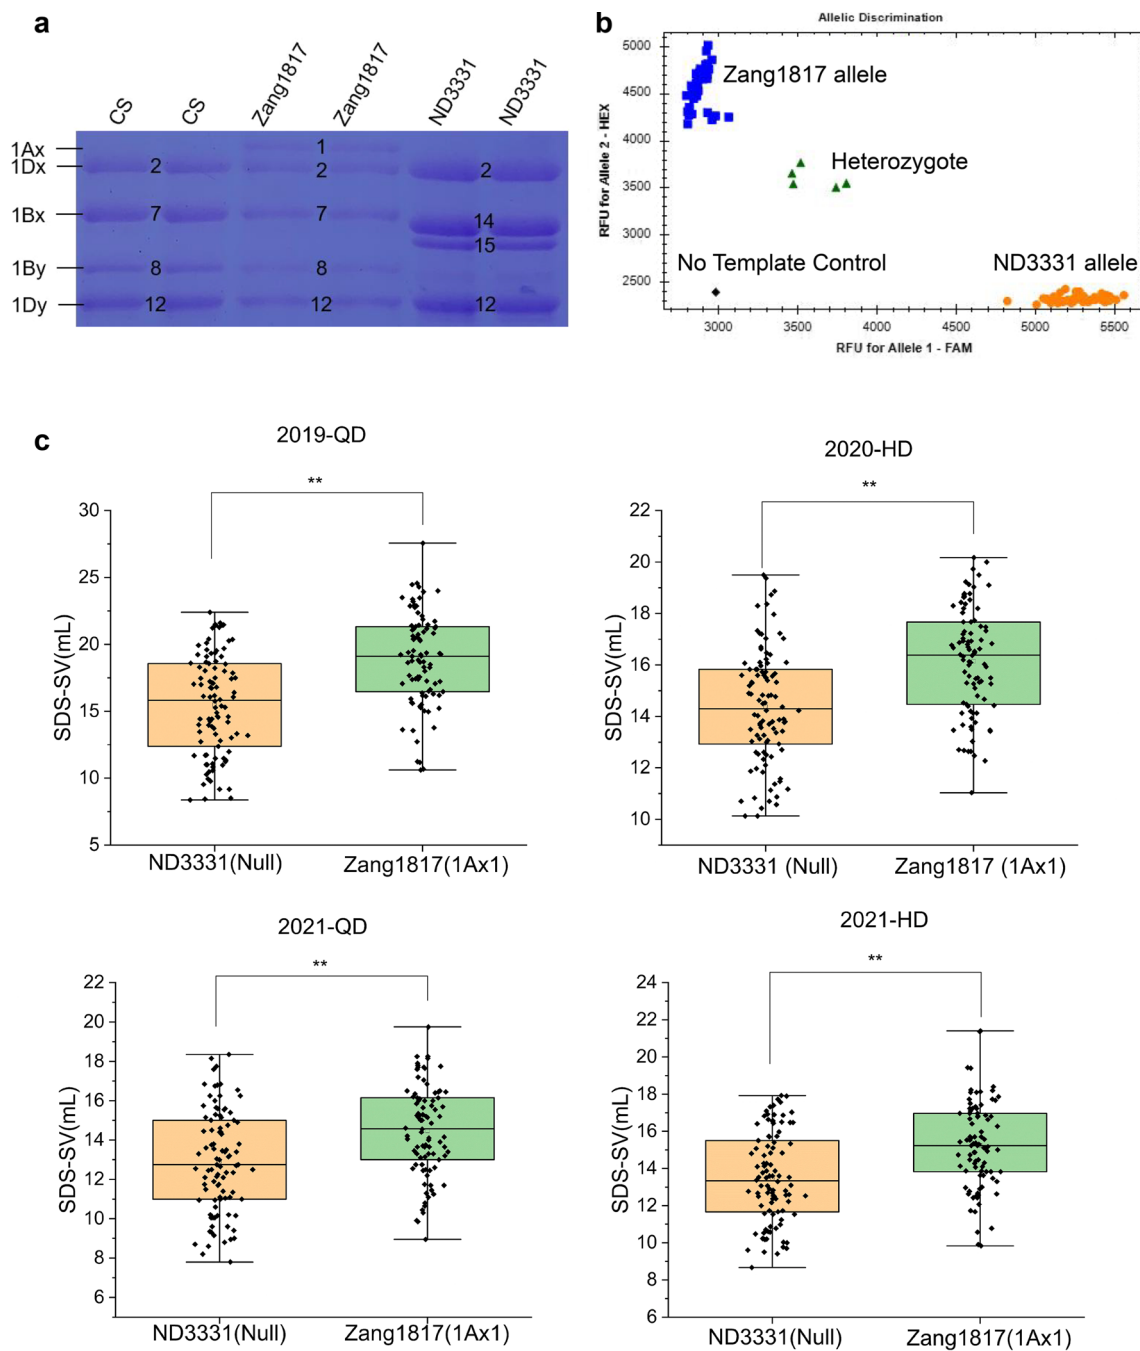 a
CS
CS
Zang1817
Zang1817
ND3331
ND3331
1Ax
1Dx
1Bx
1By
1Dy
1
2 2 2
7 7 14
15
8 8
12 12 12
b
Allelic Discrimination
RFU for Allele 2 - HEX
5000
4500
4000
3500
3000
2500
Zang1817 allele
Heterozygote
No Template Control
ND3331 allele
3000 3500 4000 4500 5000 5500
RFU for Allele 1 - FAM
c
2019-QD
**
SDS-SV(mL)
30
25
20
15
10
5
ND3331(Null) Zang1817(1Ax1)
2020-HD
**
SDS-SV(mL)
22
20
18
16
14
12
10
ND3331 (Null) Zang1817 (1Ax1)
2021-QD
**
SDS-SV(mL)
22
20
18
16
14
12
10
8
6
ND3331(Null) Zang1817(1Ax1)
2021-HD
**
SDS-SV(mL)
24
22
20
18
16
14
12
10
8
6
ND3331(Null) Zang1817(1Ax1)